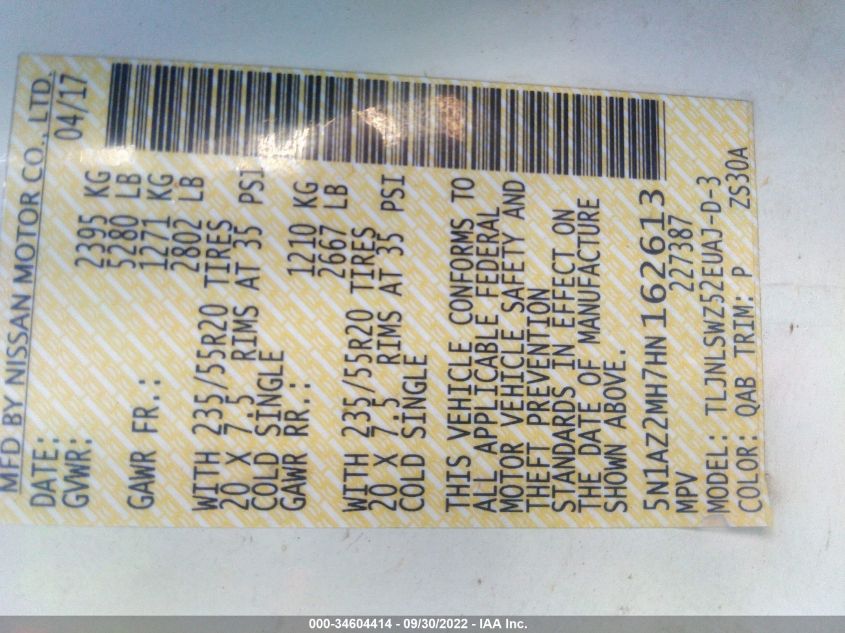 MFD BY NISSAN MOTOR CO., LTD.
DATE: 04/17
GVWR: 2395 KG
5280 LB
GAWR FR.: 1271 KG
2802 LB
WITH 235/55R20 TIRES
20 X 7.5 RIMS AT 35 PSI
COLD SINGLE
GAWR RR.: 1210 KG
2667 LB
WITH 235/55R20 TIRES
20 X 7.5 RIMS AT 35 PSI
COLD SINGLE
THIS VEHICLE CONFORMS TO
ALL APPLICABLE FEDERAL
MOTOR VEHICLE SAFETY AND
THEFT PREVENTION
STANDARDS IN EFFECT ON
THE DATE OF MANUFACTURE
SHOWN ABOVE.
5N1AZ2MH7HN162613
MPV 227387
MODEL: TLJNLSWZ52EUAJ-D-3
COLOR: QAB TRIM: P ZS30A
000-34604414 - 09/30/2022 - IAA Inc.